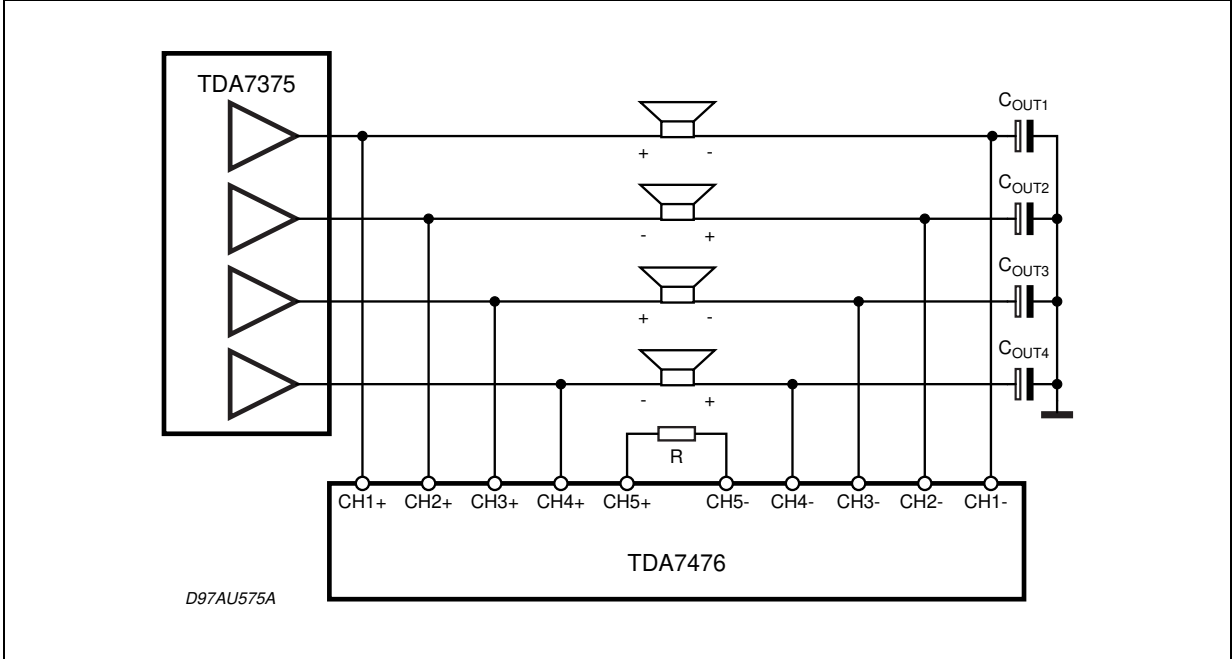 TDA7375
COUT1
+ -
COUT2
- +
COUT3
+ -
COUT4
- +
R
CH1+ CH2+ CH3+ CH4+ CH5+ CH5- CH4- CH3- CH2- CH1-
TDA7476
D97AU575A